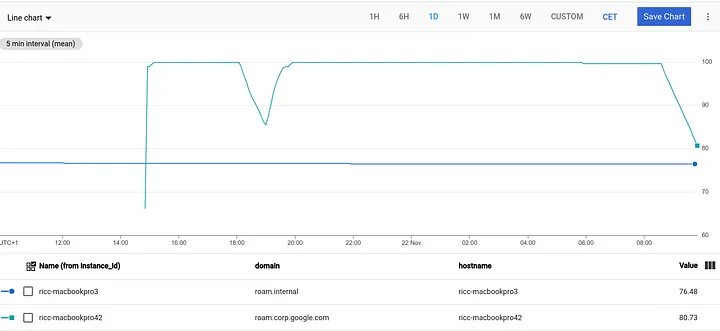 Line chart 1H 6H 1D 1W 1M 6W CUSTOM CET Save Chart
5 min interval (mean)
100
90
80
70
60
UTC+1 12:00 14:00 16:00 18:00 20:00 22:00 22 Nov 02:00 04:00 06:00 08:00
Name (from instance_id) domain hostname Value
ricc-macbookpro3 roam.internal ricc-macbookpro3 76.48
ricc-macbookpro42 roam.corp.google.com ricc-macbookpro42 80.73